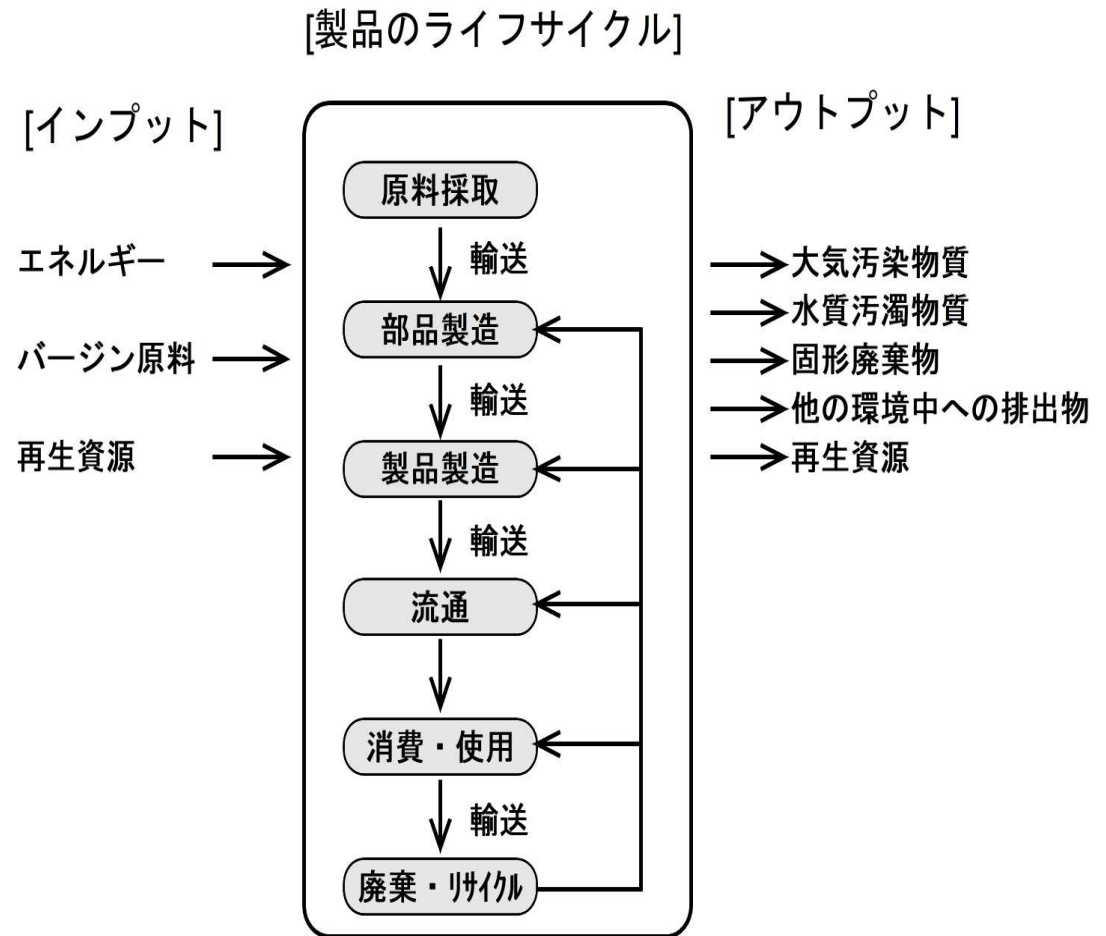 [製品のライフサイクル]
[インプット]
エネルギー
バージン原料
再生資源
原料採取
輸送
部品製造
輸送
製品製造
輸送
流通
消費・使用
輸送
廃棄・リサイクル
[アウトプット]
大気汚染物質
水質汚濁物質
固形廃棄物
他の環境中への排出物
再生資源